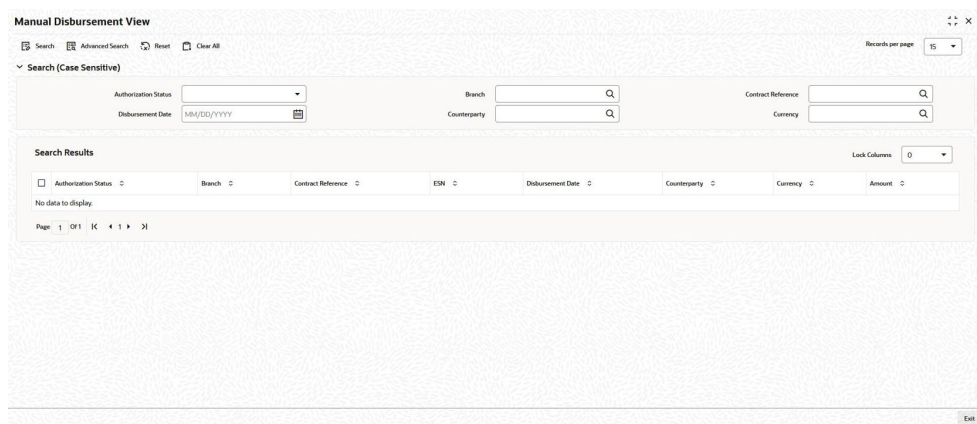 Manual Disbursement View
Search Advanced Search Reset Clear All Records per page 15
Search (Case Sensitive)
Authorization Status Branch Contract Reference
Disbursement Date MM/DD/YYYY Counterparty Currency
Search Results Lock Columns 0
Authorization Status Branch Contract Reference ESN Disbursement Date Counterparty Currency Amount
No data to display.
Page 1 Of 1 1
Exit